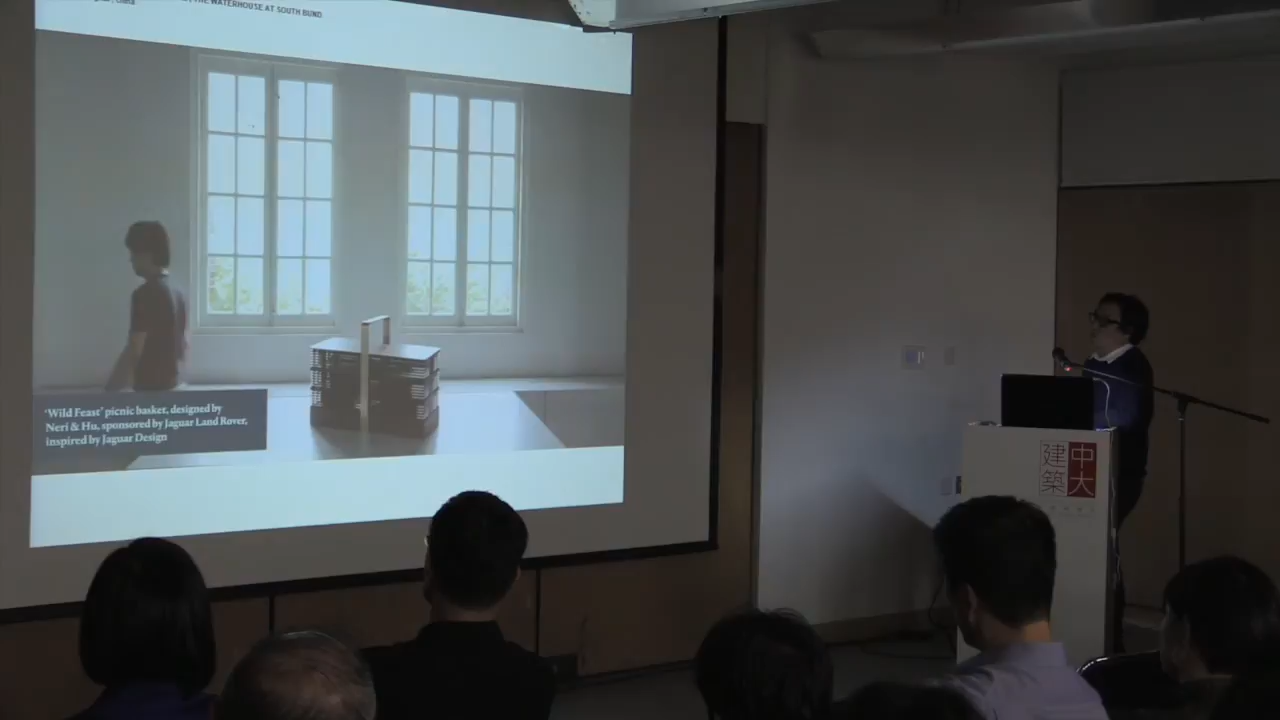 THE WATERHOUSE AT SOUTH BUND
'Wild Feast' picnic basket, designed by
Neri & Hu, sponsored by Jaguar Land Rover,
inspired by Jaguar Design
建 中
築 大